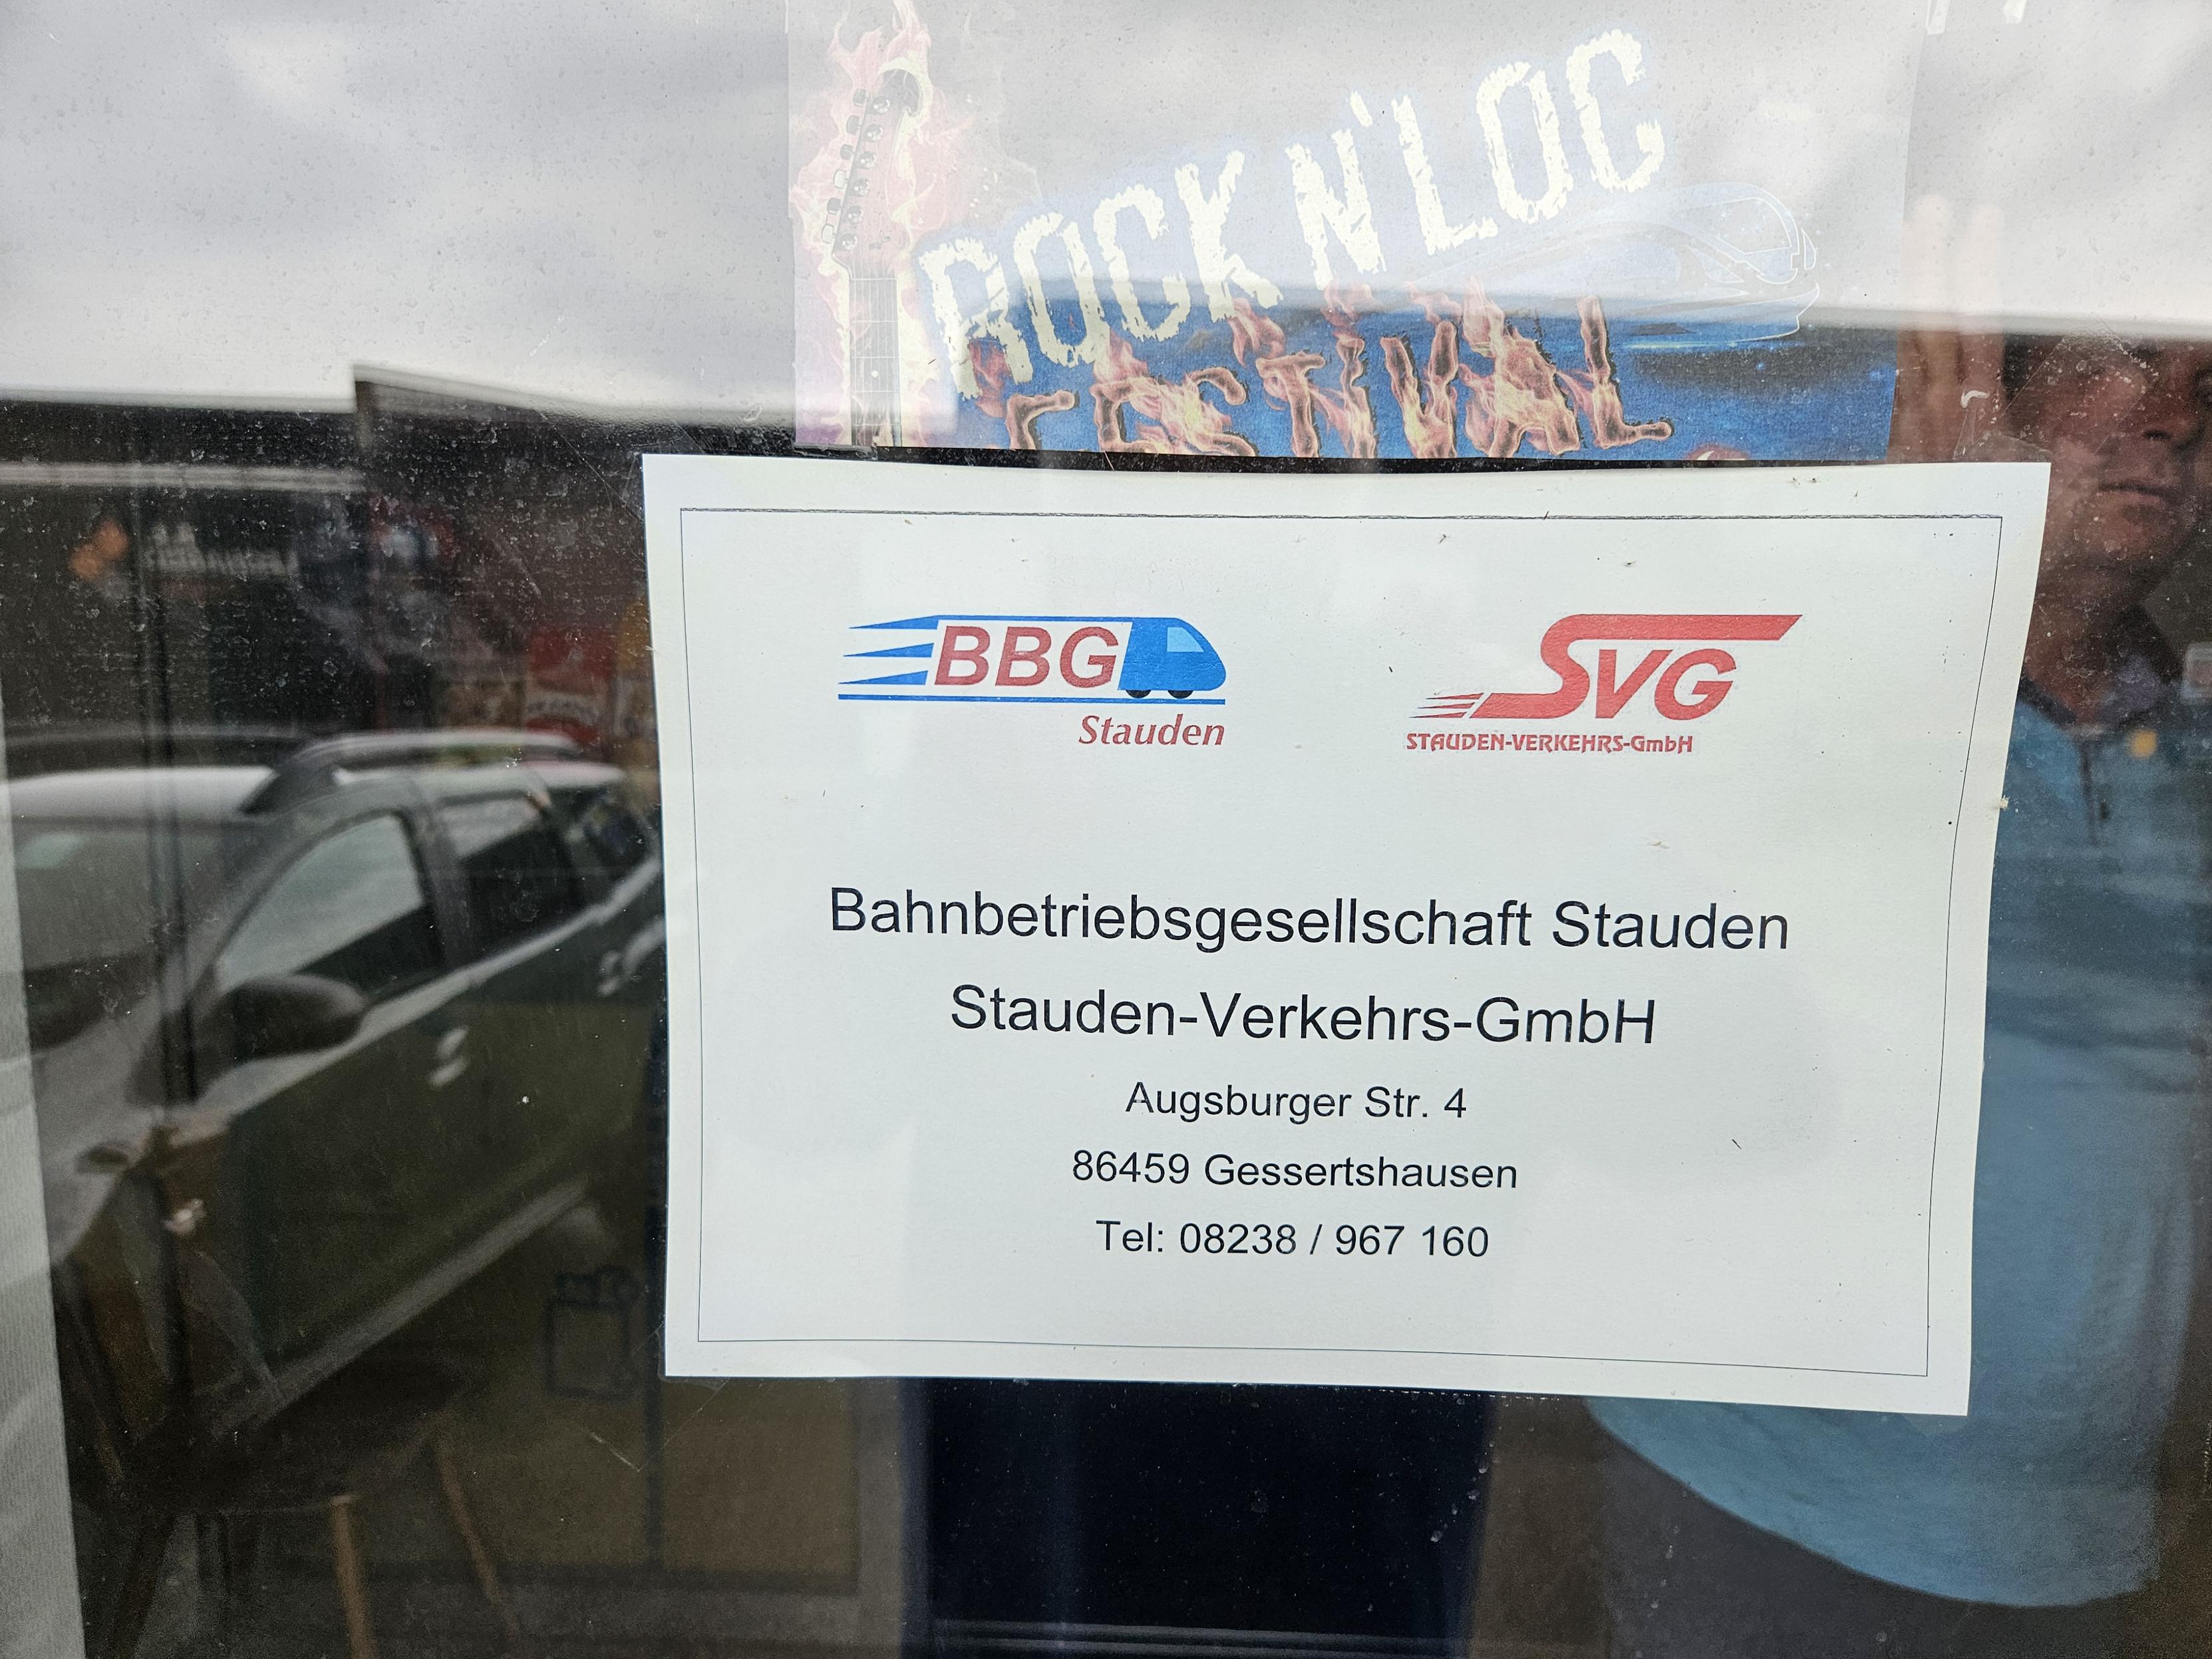 ROCK N'LOC
FESTIVAL
BBG
Stauden
SVG
STAUDEN-VERKEHRS-GmbH
Bahnbetriebsgesellschaft Stauden
Stauden-Verkehrs-GmbH
Augsburger Str. 4
86459 Gessertshausen
Tel: 08238 / 967 160